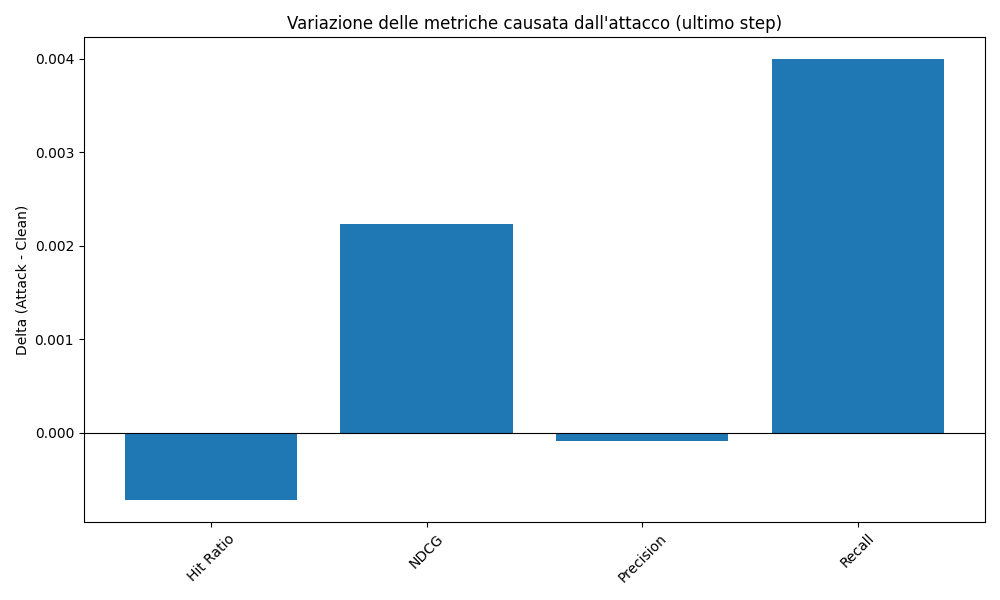 Variazione delle metriche causata dall'attacco (ultimo step)
Delta (Attack - Clean)
0.004
0.003
0.002
0.001
0.000
Hit Ratio
NDCG
Precision
Recall